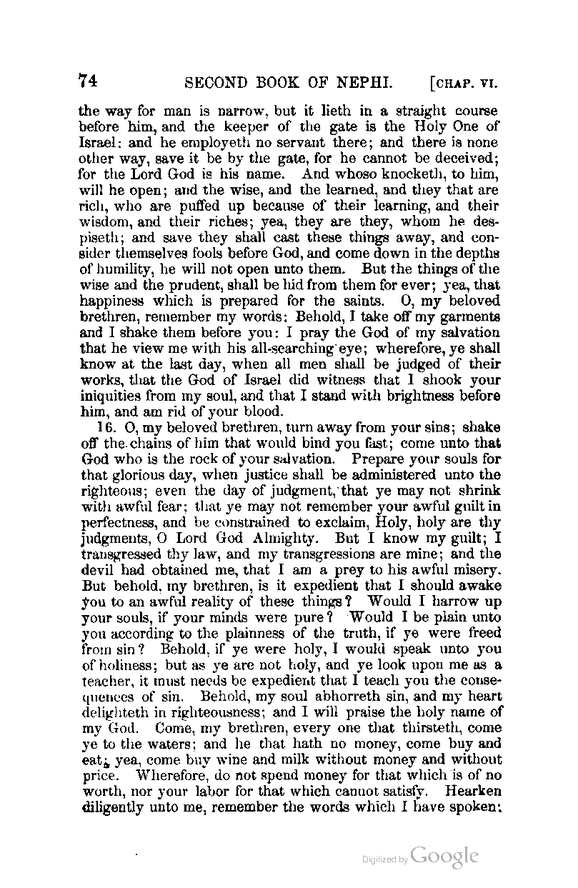 74 SECOND BOOK OF NEPHI. [CHAP. VI.
the way for man is narrow, but it lieth in a straight course
before him, and the keeper of the gate is the Holy One of
Israel: and he employeth no servant there; and there is none
other way, save it be by the gate, for he cannot be deceived;
for the Lord God is his name. And whoso knocketh, to him,
will he open; and the wise, and the learned, and they that are
rich, who are puffed up because of their learning, and their
wisdom, and their riches; yea, they are they, whom he des-
piseth; and save they shall cast these things away, and con-
sider themselves fools before God, and come down in the depths
of humility, he will not open unto them. But the things of the
wise and the prudent, shall be hid from them for ever; yea, that
happiness which is prepared for the saints. O, my beloved
brethren, remember my words: Behold, I take off my garments
and I shake them before you: I pray the God of my salvation
that he view me with his all-searching eye; wherefore, ye shall
know at the last day, when all men shall be judged of their
works, that the God of Israel did witness that I shook your
iniquities from my soul, and that I stand with brightness before
him, and am rid of your blood.
16. O, my beloved brethren, turn away from your sins; shake
off the chains of him that would bind you fast; come unto that
God who is the rock of your salvation. Prepare your souls for
that glorious day, when justice shall be administered unto the
righteous; even the day of judgment, that ye may not shrink
with awful fear; that ye may not remember your awful guilt in
perfectness, and be constrained to exclaim, Holy, holy are thy
judgments, O Lord God Almighty. But I know my guilt; I
transgressed thy law, and my transgressions are mine; and the
devil had obtained me, that I am a prey to his awful misery.
But behold, my brethren, is it expedient that I should awake
you to an awful reality of these things? Would I harrow up
your souls, if your minds were pure? Would I be plain unto
you according to the plainness of the truth, if ye were freed
from sin? Behold, if ye were holy, I would speak unto you
of holiness; but as ye are not holy, and ye look upon me as a
teacher, it must needs be expedient that I teach you the conse-
quences of sin. Behold, my soul abhorreth sin, and my heart
delighteth in righteousness; and I will praise the holy name of
my God. Come, my brethren, every one that thirsteth, come
ye to the waters; and he that hath no money, come buy and
eat; yea, come buy wine and milk without money and without
price. Wherefore, do not spend money for that which is of no
worth, nor your labor for that which cannot satisfy. Hearken
diligently unto me, remember the words which I have spoken;
Digitized by Google